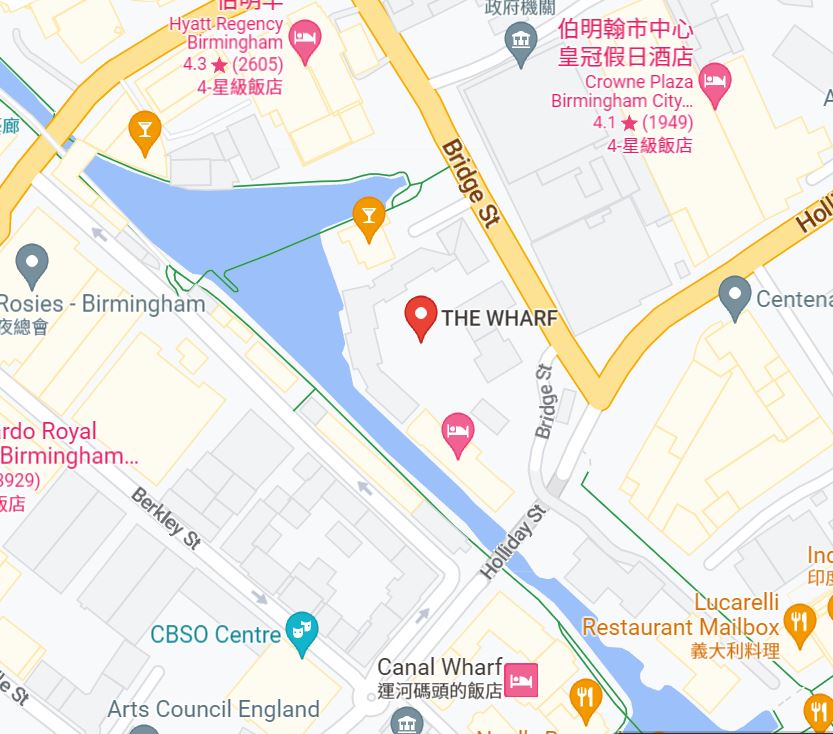 政府機關
Hyatt Regency
Birmingham
4.3 ★ (2605)
4-星級飯店
伯明翰市中心
皇冠假日酒店
Crowne Plaza
Birmingham City...
4.1 ★ (1949)
4-星級飯店
Bridge St
Rosies - Birmingham
夜總會
THE WHARF
Centena
Bridge St
ardo Royal
Birmingham...
3929)
飯店
Berkley St
Holliday St
CBSO Centre
Lucarelli
Restaurant Mailbox
義大利料理
Canal Wharf
運河碼頭的飯店
Arts Council England